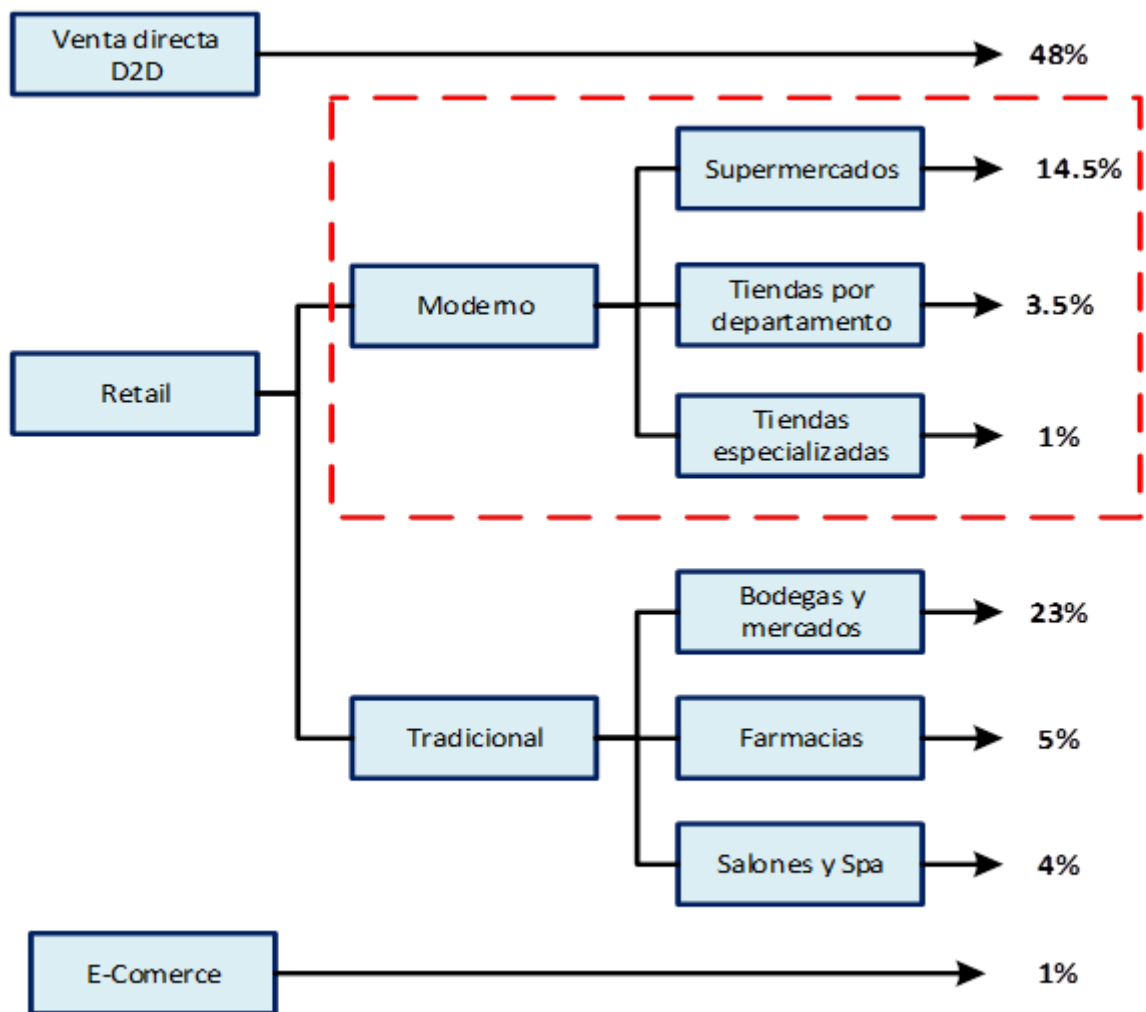 Venta directa
D2D
48%
Supermercados
14.5%
Moderno
Tiendas por
departamento
3.5%
Retail
Tiendas
especializadas
1%
Bodegas y
mercados
23%
Tradicional
Farmacias
5%
Salones y Spa
4%
E-Comerce
1%